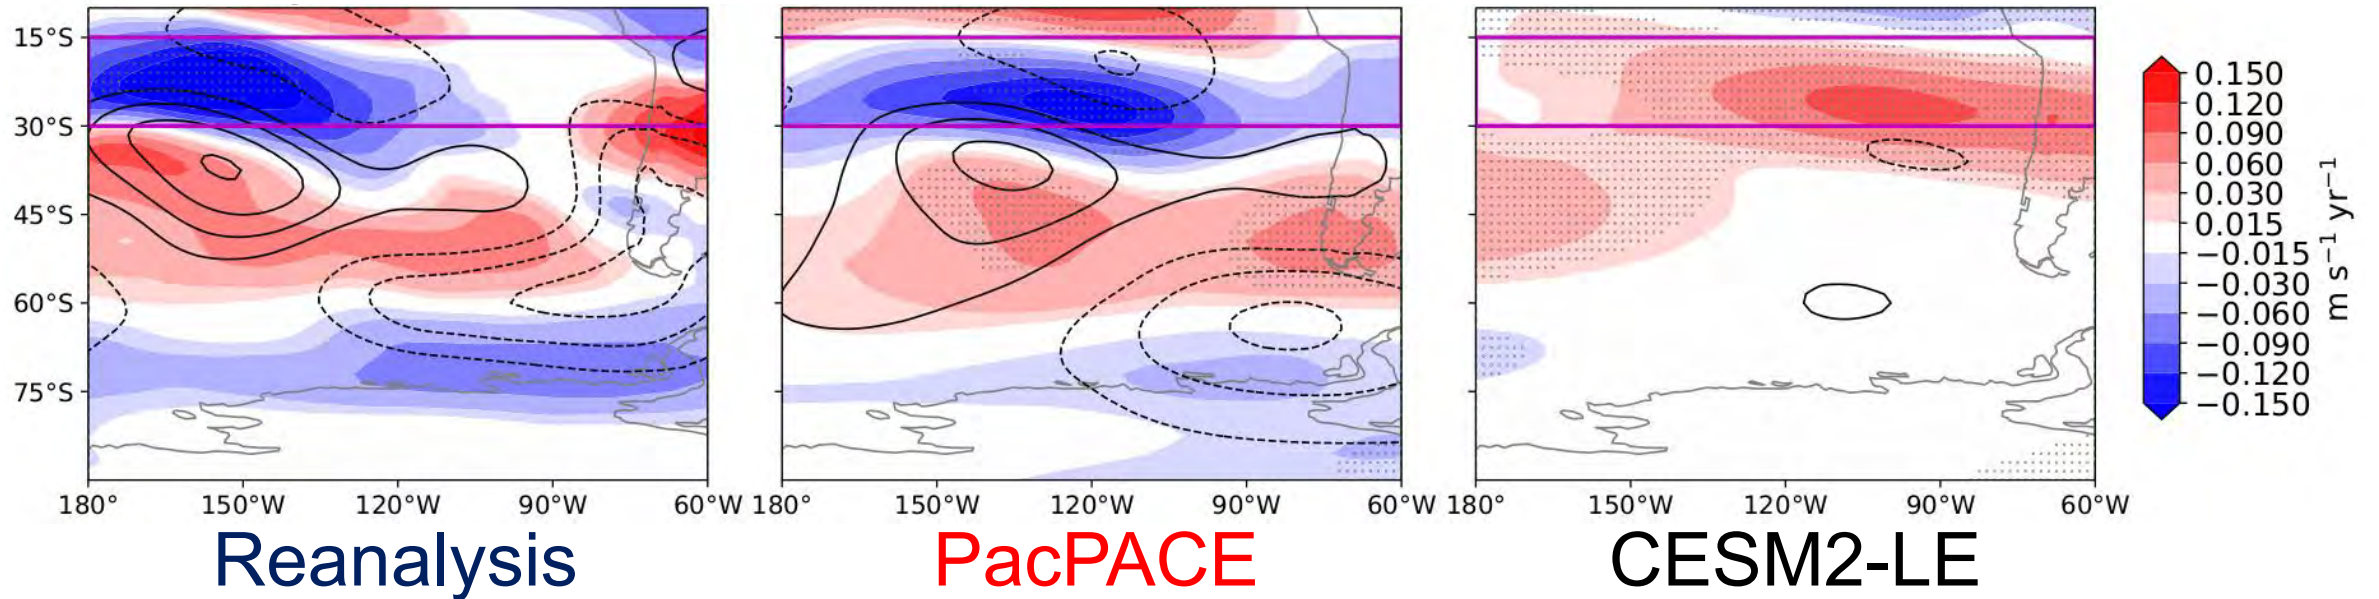 15°S
30°S
45°S
60°S
75°S
180° 150°W 120°W 90°W 60°W
180° 150°W 120°W 90°W 60°W
180° 150°W 120°W 90°W 60°W
0.150
0.120
0.090
0.060
0.030
0.015
−0.015
−0.030
−0.060
−0.090
−0.120
−0.150
m s⁻¹ yr⁻¹
Reanalysis
PacPACE
CESM2-LE